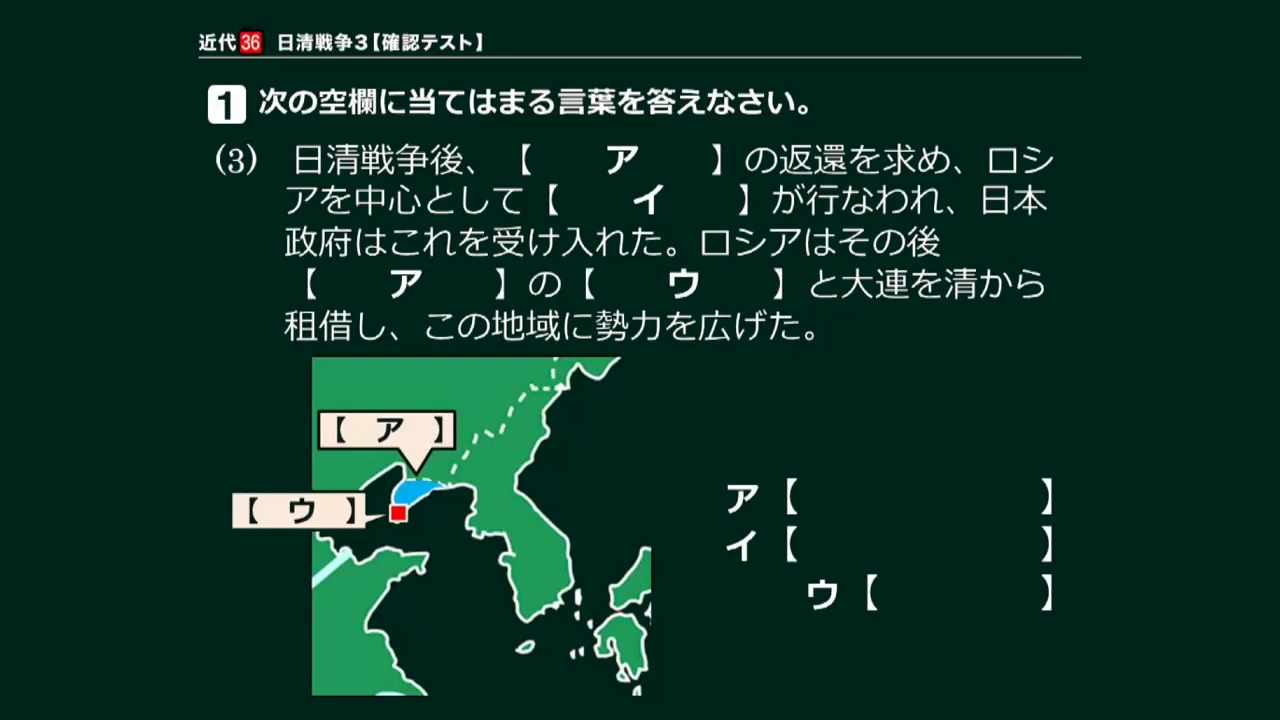 近代36 日清戦争3【確認テスト】
1 次の空欄に当てはまる言葉を答えなさい。
(3) 日清戦争後、【 ア 】の返還を求め、ロシ
アを中心として【 イ 】が行なわれ、日本
政府はこれを受け入れた。ロシアはその後
【 ア 】の【 ウ 】と大連を清から
租借し、この地域に勢力を広げた。
【 ア 】
【 ウ 】
ア【 】
イ【 】
ウ【 】